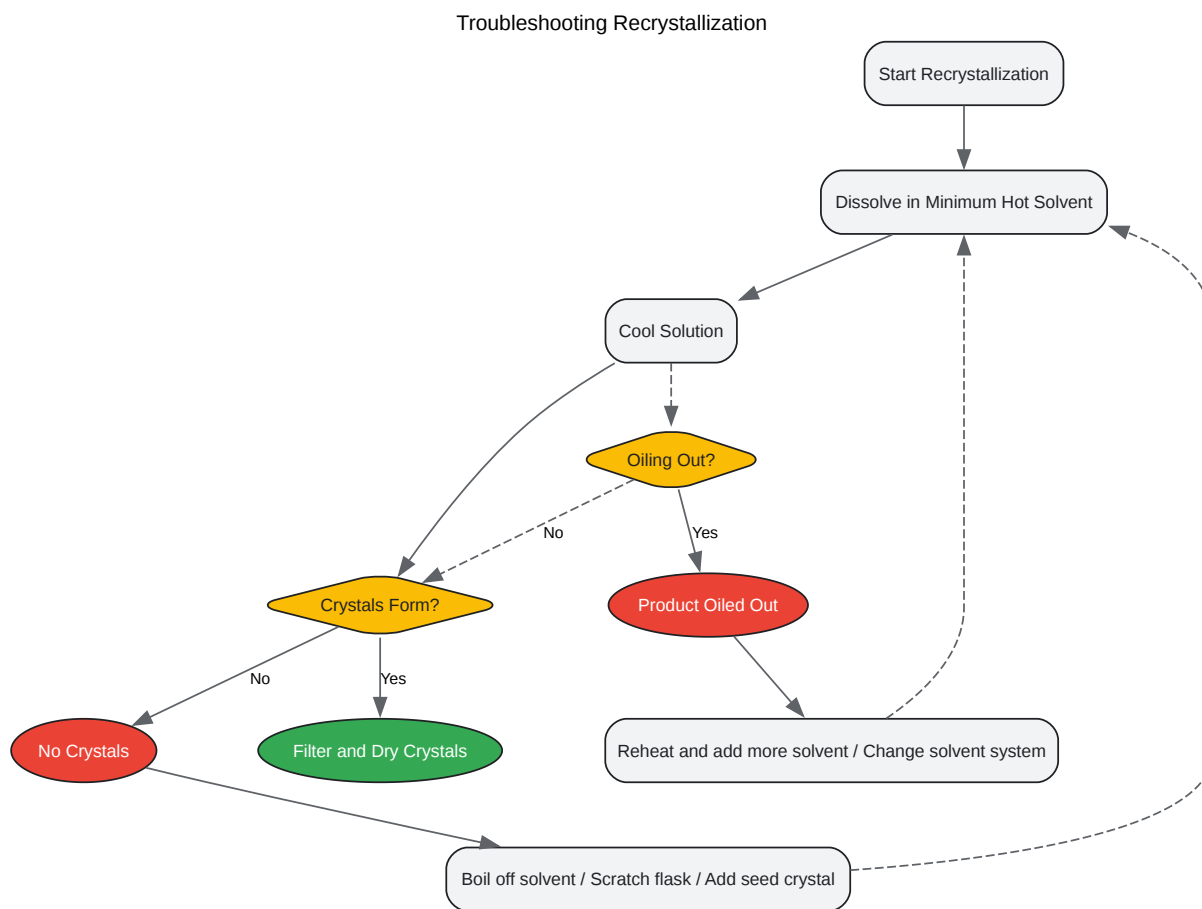 Troubleshooting Recrystallization
Start Recrystallization
Dissolve in Minimum Hot Solvent
Cool Solution
Oiling Out?
No
Yes
Crystals Form?
Product Oiled Out
No
Yes
No Crystals
Filter and Dry Crystals
Reheat and add more solvent / Change solvent system
Boil off solvent / Scratch flask / Add seed crystal